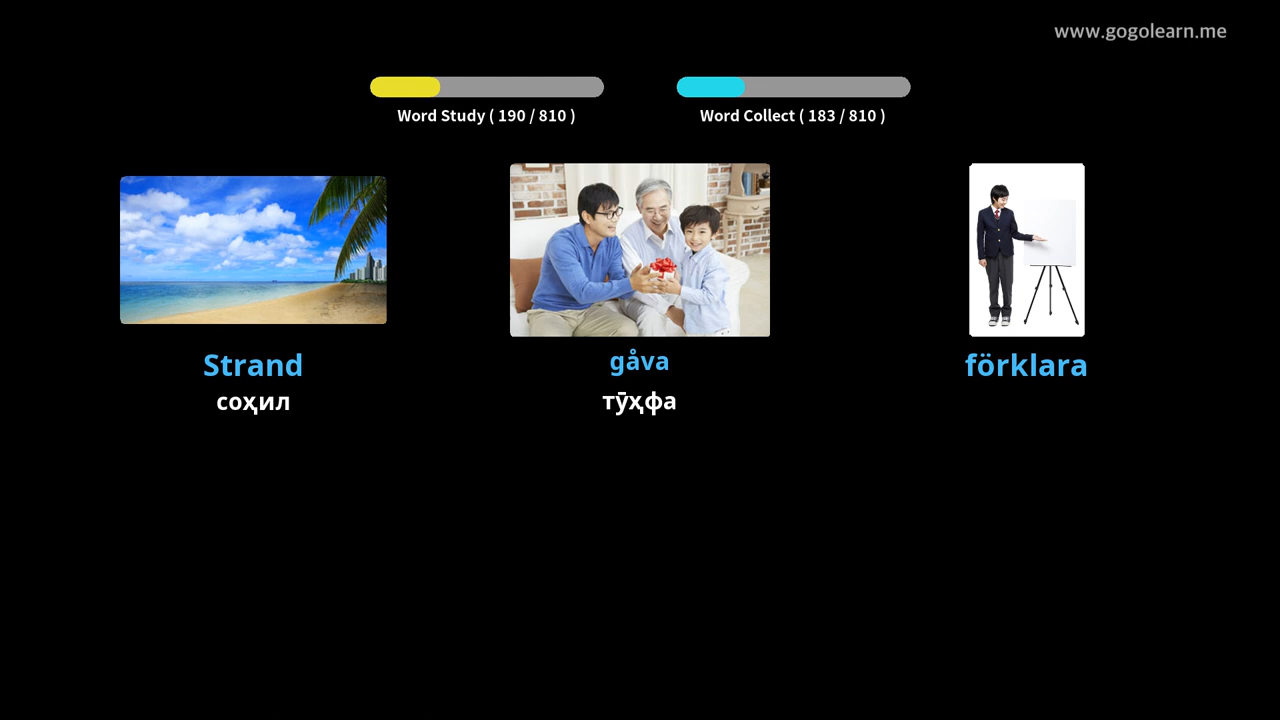 www.gogolearn.me
Word Study ( 190 / 810 )
Word Collect ( 183 / 810 )
Strand
соҳил
gåva
тӯҳфа
förklara